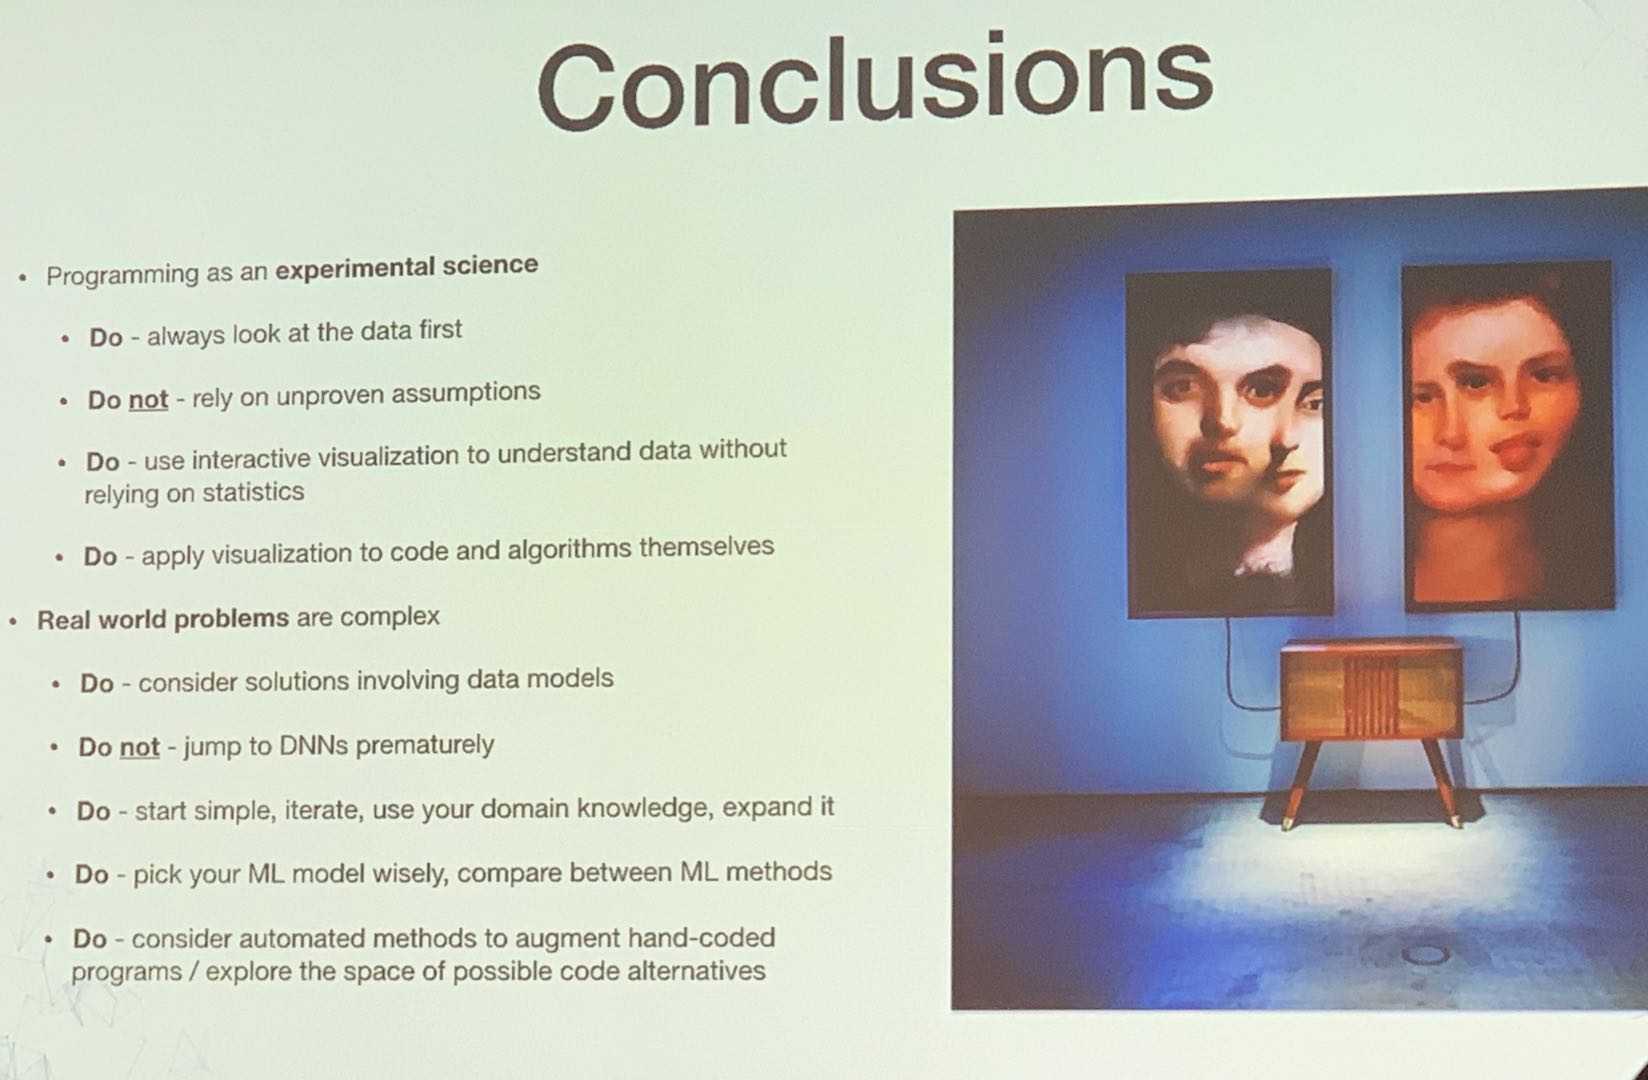 Conclusions
• Programming as an experimental science
• Do - always look at the data first
• Do not - rely on unproven assumptions
• Do - use interactive visualization to understand data without
relying on statistics
• Do - apply visualization to code and algorithms themselves
• Real world problems are complex
• Do - consider solutions involving data models
• Do not - jump to DNNs prematurely
• Do - start simple, iterate, use your domain knowledge, expand it
• Do - pick your ML model wisely, compare between ML methods
• Do - consider automated methods to augment hand-coded
programs / explore the space of possible code alternatives